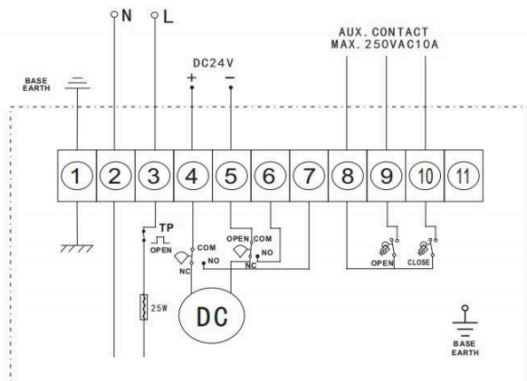 N
L
AUX. CONTACT
MAX. 250VAC10A
DC24V
+ −
BASE
EARTH
1 2 3 4 5 6 7 8 9 10 11
TP
OPEN
COM
NO
NC
OPEN
COM
NO
NC
OPEN
CLOSE
25W
DC
BASE
EARTH